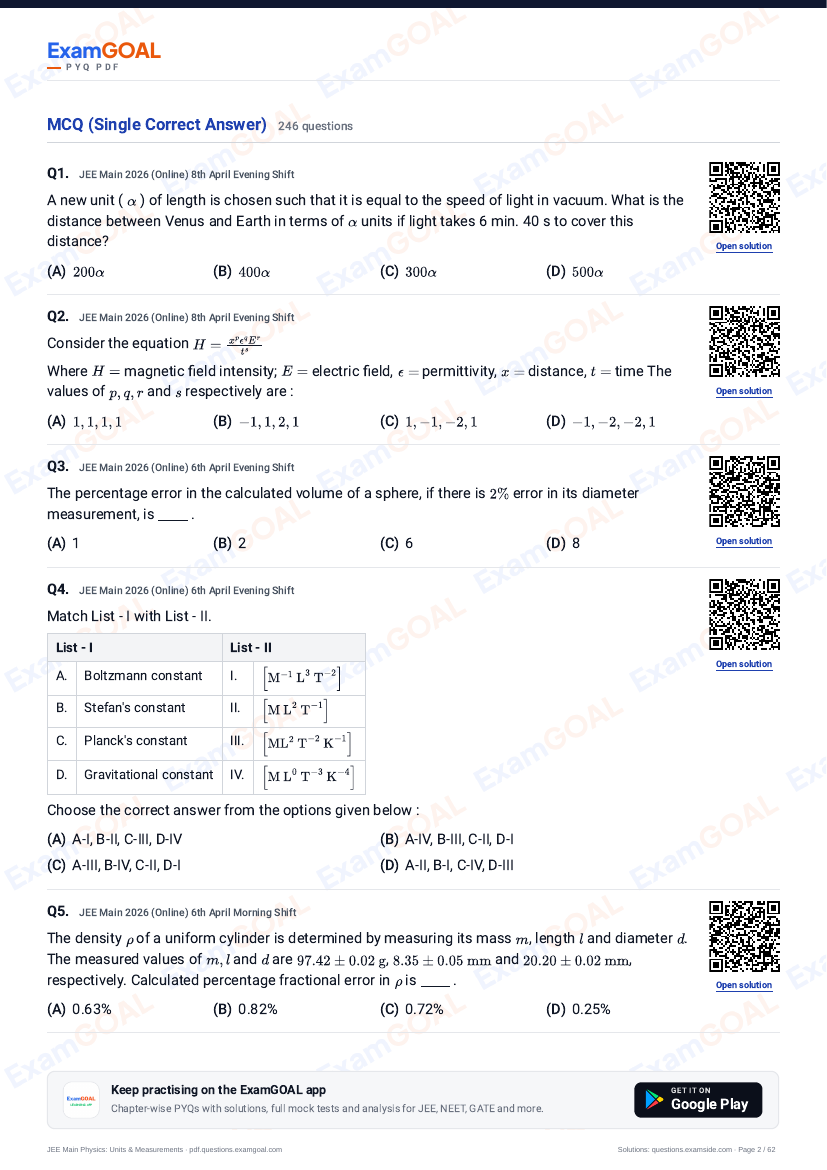 ExamGOAL
PYQ PDF
MCQ (Single Correct Answer) 246 questions
Q1. JEE Main 2026 (Online) 8th April Evening Shift
A new unit ( α ) of length is chosen such that it is equal to the speed of light in vacuum. What is the
distance between Venus and Earth in terms of α units if light takes 6 min. 40 s to cover this
distance?
Open solution
(A) 200α (B) 400α (C) 300α (D) 500α
Q2. JEE Main 2026 (Online) 8th April Evening Shift
Consider the equation H = \frac{x^p ϵ^q E^r}{t^s}
Where H = magnetic field intensity; E = electric field, ϵ = permittivity, x = distance, t = time The
values of p, q, r and s respectively are :
Open solution
(A) 1, 1, 1, 1 (B) −1, 1, 2, 1 (C) 1, −1, −2, 1 (D) −1, −2, −2, 1
Q3. JEE Main 2026 (Online) 6th April Evening Shift
The percentage error in the calculated volume of a sphere, if there is 2% error in its diameter
measurement, is ____ .
Open solution
(A) 1 (B) 2 (C) 6 (D) 8
Q4. JEE Main 2026 (Online) 6th April Evening Shift
Match List - I with List - II.
Open solution
List - I List - II
A. Boltzmann constant I. [M⁻¹ L³ T⁻²]
B. Stefan's constant II. [M L² T⁻¹]
C. Planck's constant III. [ML² T⁻² K⁻¹]
D. Gravitational constant IV. [M L⁰ T⁻³ K⁻⁴]
Choose the correct answer from the options given below :
(A) A-I, B-II, C-III, D-IV (B) A-IV, B-III, C-II, D-I
(C) A-III, B-IV, C-II, D-I (D) A-II, B-I, C-IV, D-III
Q5. JEE Main 2026 (Online) 6th April Morning Shift
The density ρ of a uniform cylinder is determined by measuring its mass m, length l and diameter d.
The measured values of m, l and d are 97.42 ± 0.02 g, 8.35 ± 0.05 mm and 20.20 ± 0.02 mm,
respectively. Calculated percentage fractional error in ρ is ____ .
Open solution
(A) 0.63% (B) 0.82% (C) 0.72% (D) 0.25%
ExamGOAL
Keep practising on the ExamGOAL app
Chapter-wise PYQs with solutions, full mock tests and analysis for JEE, NEET, GATE and more.
GET IT ON
Google Play
JEE Main Physics: Units & Measurements · pdf.questions.examgoal.com
Solutions: questions.examside.com · Page 2 / 62